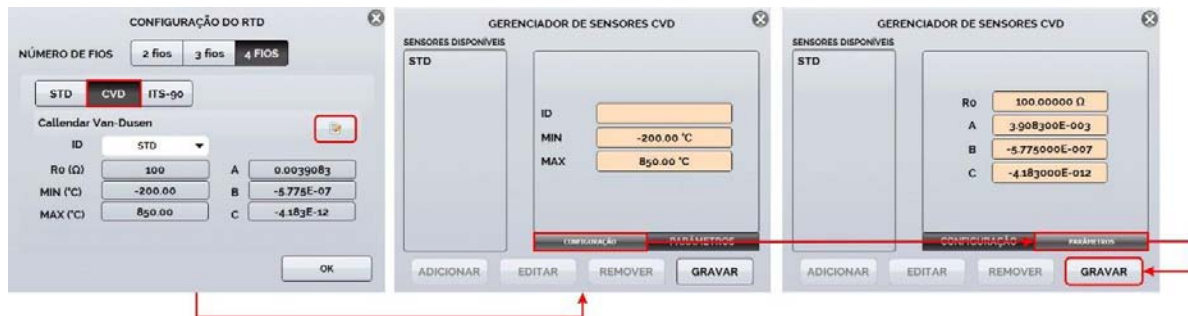 CONFIGURAÇÃO DO RTD
NÚMERO DE FIOS 2 fios 3 fios 4 FIOS
STD CVD ITS-90
Callendar Van-Dusen
ID STD
Ro (Ω) 100 A 0.0039083
MIN (°C) -200.00 B -5.775E-07
MAX (°C) 850.00 C -4.183E-12
OK
GERENCIADOR DE SENSORES CVD
SENSORES DISPONÍVEIS
STD
ID
MIN -200.00 °C
MAX 850.00 °C
CONFIGURAÇÃO PARÂMETROS
ADICIONAR EDITAR REMOVER GRAVAR
GERENCIADOR DE SENSORES CVD
SENSORES DISPONÍVEIS
STD
Ro 100.00000 Ω
A 3.908300E-003
B -5.775000E-007
C -4.183000E-012
CONFIGURAÇÃO PARÂMETROS
ADICIONAR EDITAR REMOVER GRAVAR